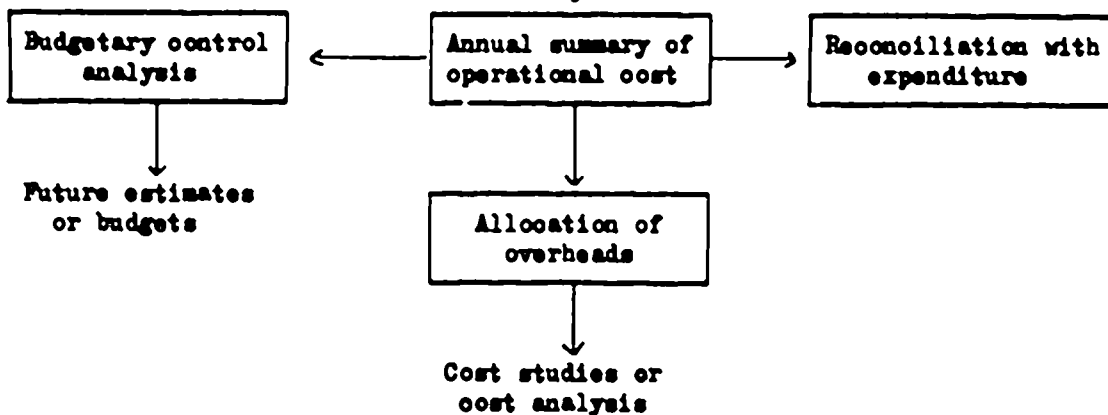 Budgetary control
analysis
Annual summary of
operational cost
Reconciliation with
expenditure
Future estimates
or budgets
Allocation of
overheads
Cost studies or
cost analysis